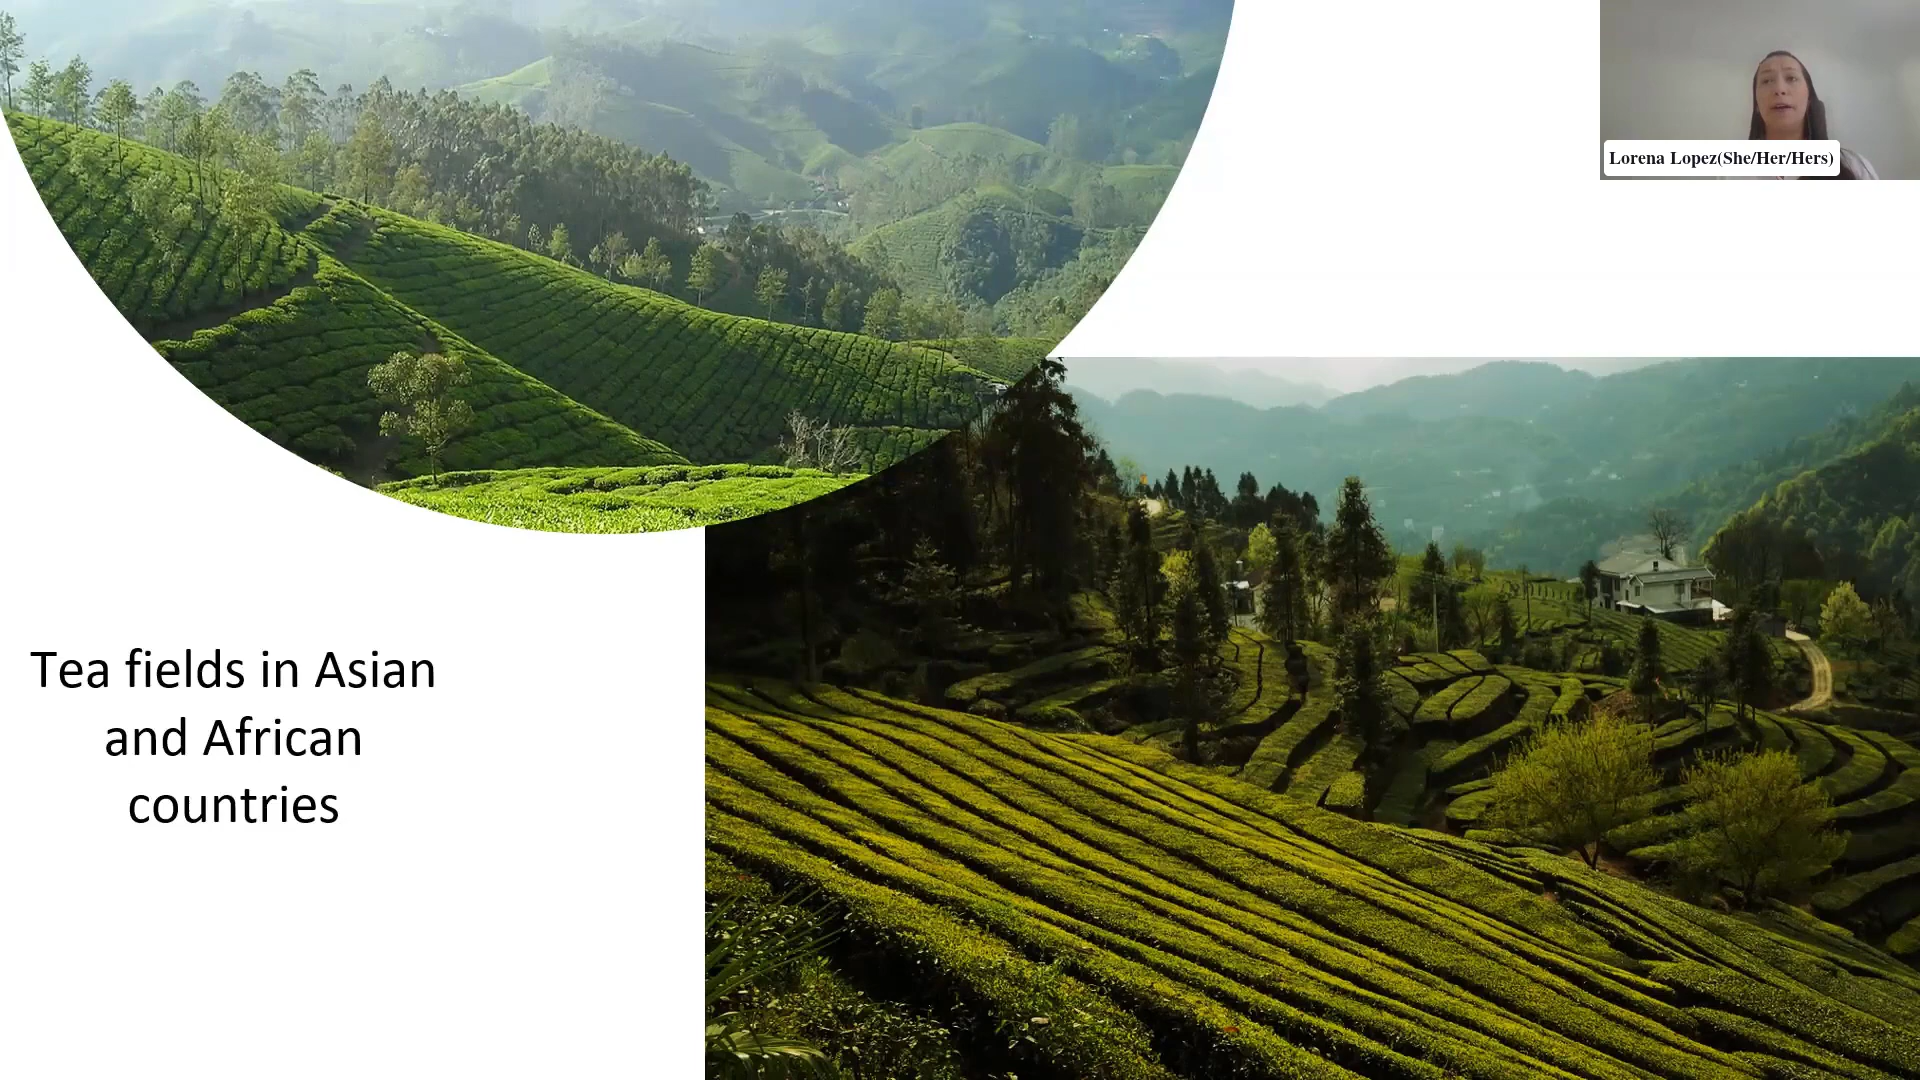 Lorena Lopez(She/Her/Hers)
Tea fields in Asian
and African
countries